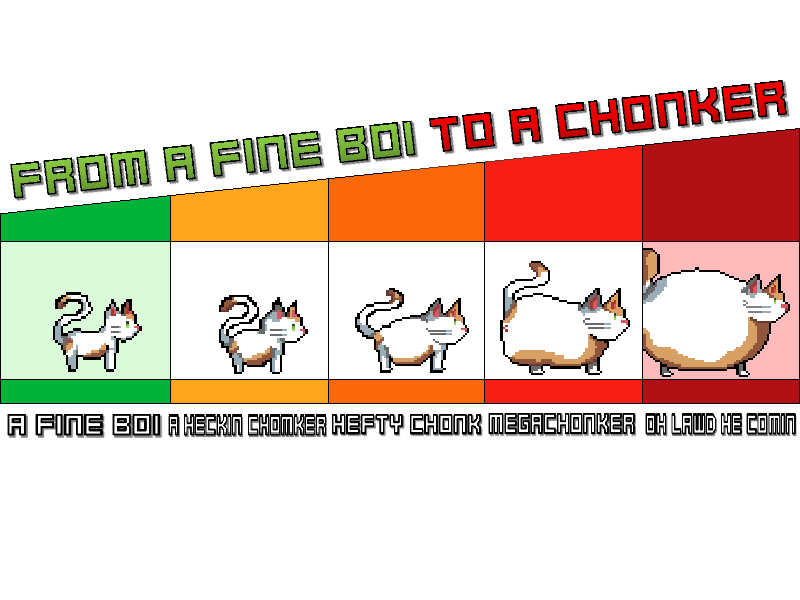 FROM A FINE BOI TO A CHONKER
A FINE BOI
A HECKIN CHOMKER
HEFTY CHONK
MEGACHONKER
OH LAWD HE COMIN